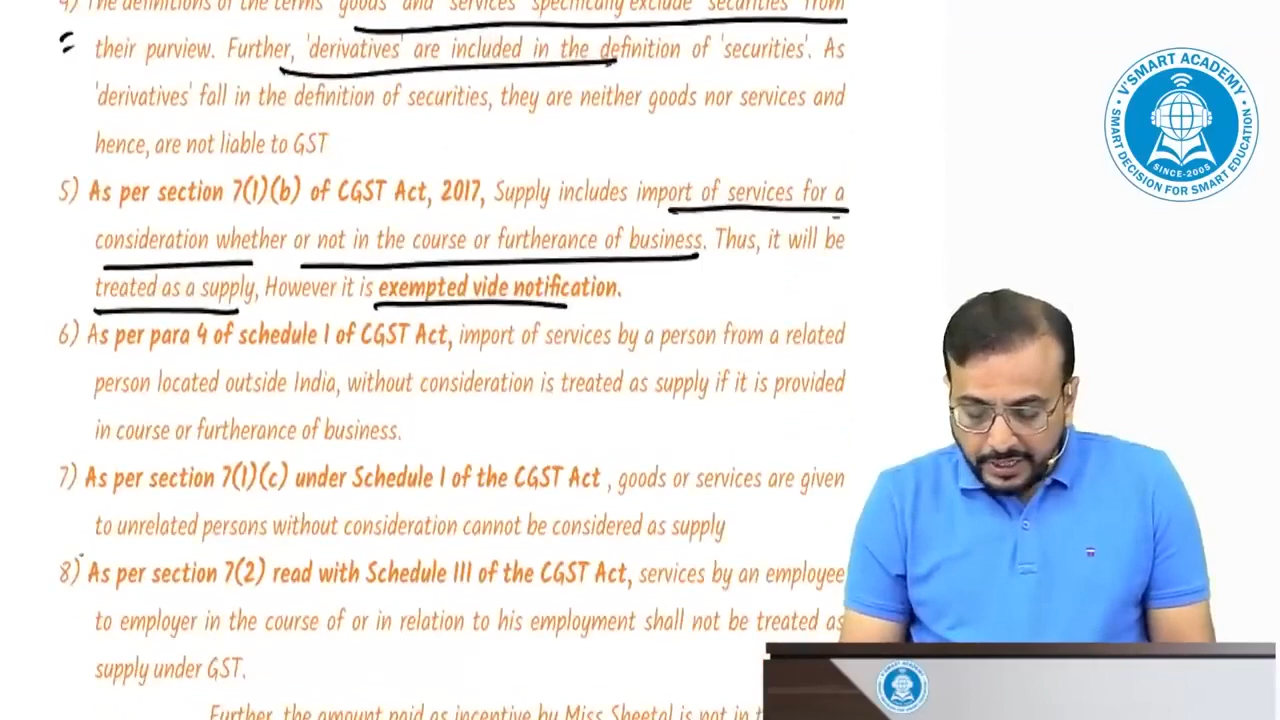 4) The definitions of the terms 'goods' and 'services' specifically exclude 'securities' from
their purview. Further, 'derivatives' are included in the definition of 'securities'. As
'derivatives' fall in the definition of securities, they are neither goods nor services and
hence, are not liable to GST
5) As per section 7(1)(b) of CGST Act, 2017, Supply includes import of services for a
consideration whether or not in the course or furtherance of business. Thus, it will be
treated as a supply, However it is exempted vide notification.
6) As per para 4 of schedule I of CGST Act, import of services by a person from a related
person located outside India, without consideration is treated as supply if it is provided
in course or furtherance of business.
7) As per section 7(1)(c) under Schedule I of the CGST Act , goods or services are given
to unrelated persons without consideration cannot be considered as supply
8) As per section 7(2) read with Schedule III of the CGST Act, services by an employee
to employer in the course of or in relation to his employment shall not be treated as
supply under GST.
Further, the amount paid as incentive by Miss Sheetal is not in
V'SMART ACADEMY
SINCE-2005
SMART DECISION FOR SMART EDUCATION